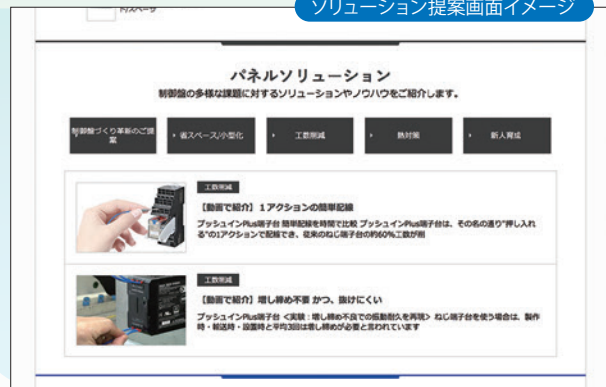 ソリューション提案画面イメージ
パネルソリューション
制御盤の多様な課題に対するソリューションやノウハウをご紹介します。
制御盤づくり革新のご提
案
省スペース/小型化
工数削減
熱対策
新人育成
工数削減
【動画で紹介】1アクションの簡単配線
プッシュインPlus端子台 簡単配線を時間で比較 プッシュインPlus端子台は、その名の通り"押し入れ
る"の1アクションで配線でき、従来のねじ端子台の約60%工数が削
工数削減
【動画で紹介】増し締め不要 かつ、抜けにくい
プッシュインPlus端子台 <実験：増し締め不良での振動耐久を再現> ねじ端子台を使う場合は、製作
時・輸送時・設置時と平均3回は増し締めが必要と言われています